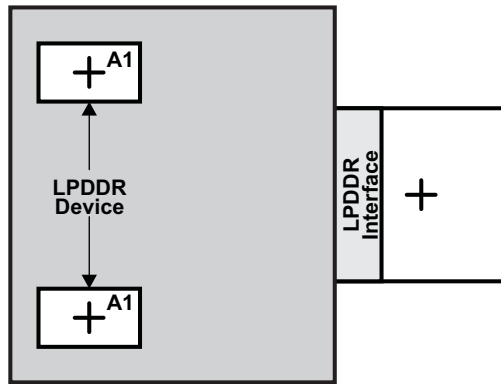 A1
LPDDR
Device
LPDDR
Interface
A1